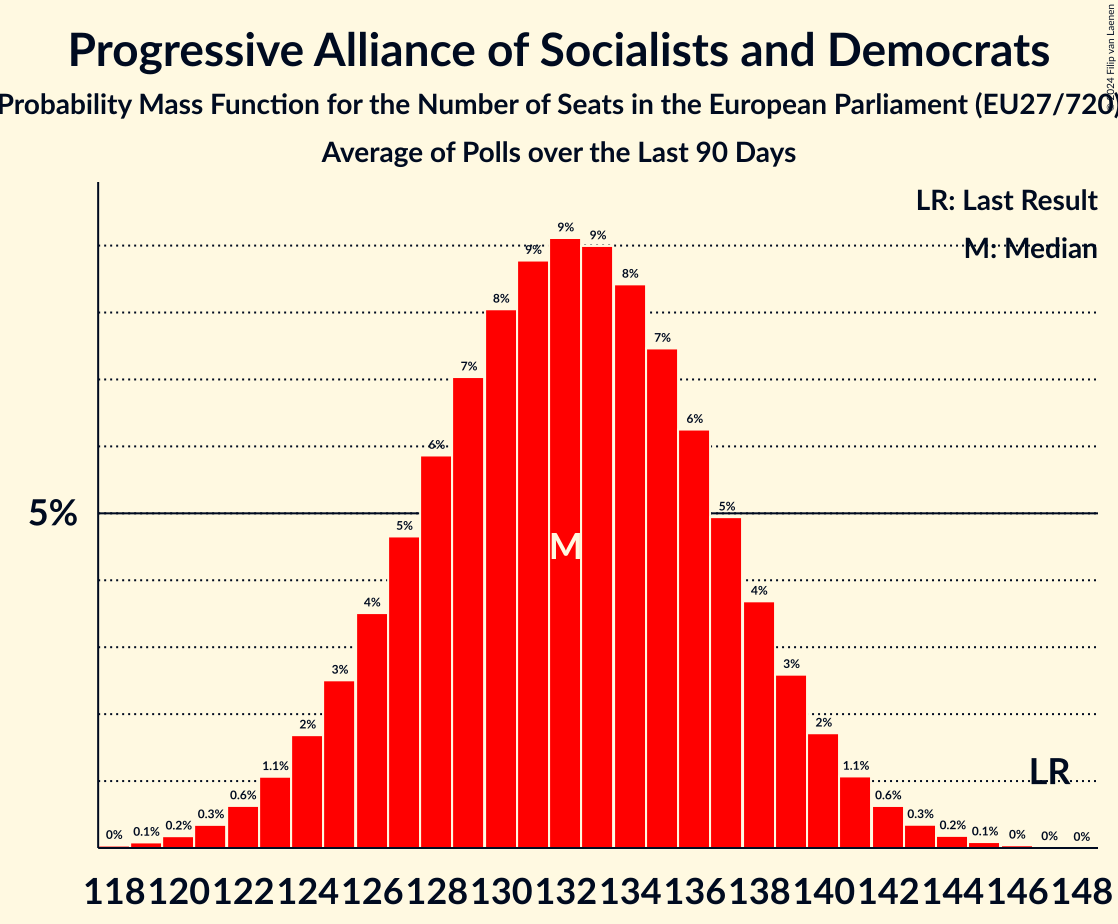 Progressive Alliance of Socialists and Democrats
Probability Mass Function for the Number of Seats in the European Parliament (EU27/720)
Average of Polls over the Last 90 Days
© 2024 Filip van Laenen
LR: Last Result
M: Median
5%
0% 0.1% 0.2% 0.3% 0.6% 1.1% 2% 3% 4% 5% 6% 7% 8% 9% 9% 9% 8% 7% 6% 5% 4% 3% 2% 1.1% 0.6% 0.3% 0.2% 0.1% 0% 0% 0%
M
LR
118 120 122 124 126 128 130 132 134 136 138 140 142 144 146 148